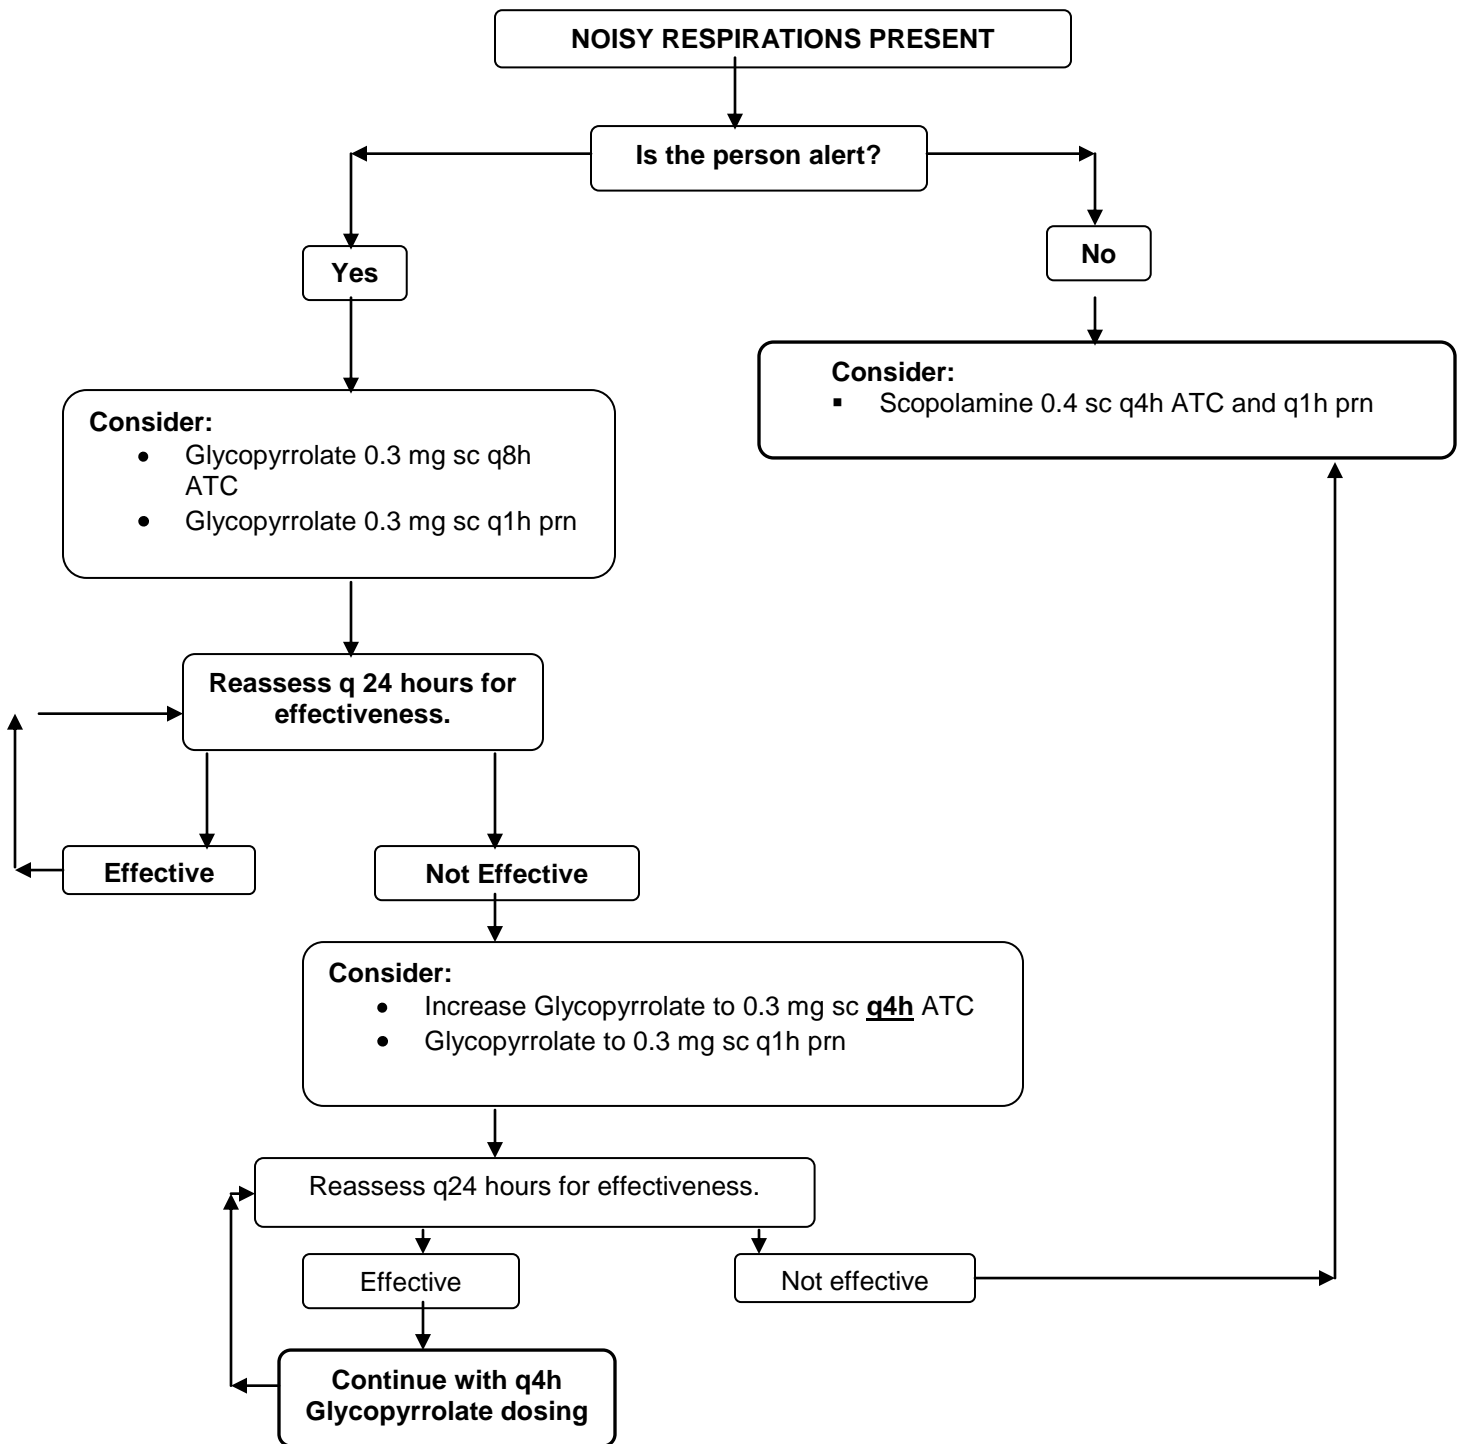 NOISY RESPIRATIONS PRESENT
Is the person alert?
Yes
No
Consider:
▪ Scopolamine 0.4 sc q4h ATC and q1h prn
Consider:
● Glycopyrrolate 0.3 mg sc q8h
ATC
● Glycopyrrolate 0.3 mg sc q1h prn
Reassess q 24 hours for
effectiveness.
Effective
Not Effective
Consider:
● Increase Glycopyrrolate to 0.3 mg sc q4h ATC
● Glycopyrrolate to 0.3 mg sc q1h prn
Reassess q24 hours for effectiveness.
Effective
Not effective
Continue with q4h
Glycopyrrolate dosing